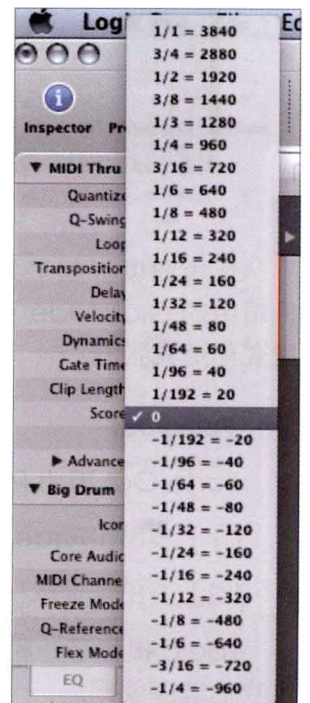 Logi
Ed
Inspector
▼ MIDI Thru
Quantize
Q-Swing
Loop
Transposition
Delay
Velocity
Dynamics
Gate Time
Clip Length
Score
▶ Advance
▼ Big Drum
Icon
Core Audio
MIDI Channe
Freeze Mode
Q-Reference
Flex Mode
EQ
1/1 = 3840
3/4 = 2880
1/2 = 1920
3/8 = 1440
1/3 = 1280
1/4 = 960
3/16 = 720
1/6 = 640
1/8 = 480
1/12 = 320
1/16 = 240
1/24 = 160
1/32 = 120
1/48 = 80
1/64 = 60
1/96 = 40
1/192 = 20
✓ 0
-1/192 = -20
-1/96 = -40
-1/64 = -60
-1/48 = -80
-1/32 = -120
-1/24 = -160
-1/16 = -240
-1/12 = -320
-1/8 = -480
-1/6 = -640
-3/16 = -720
-1/4 = -960